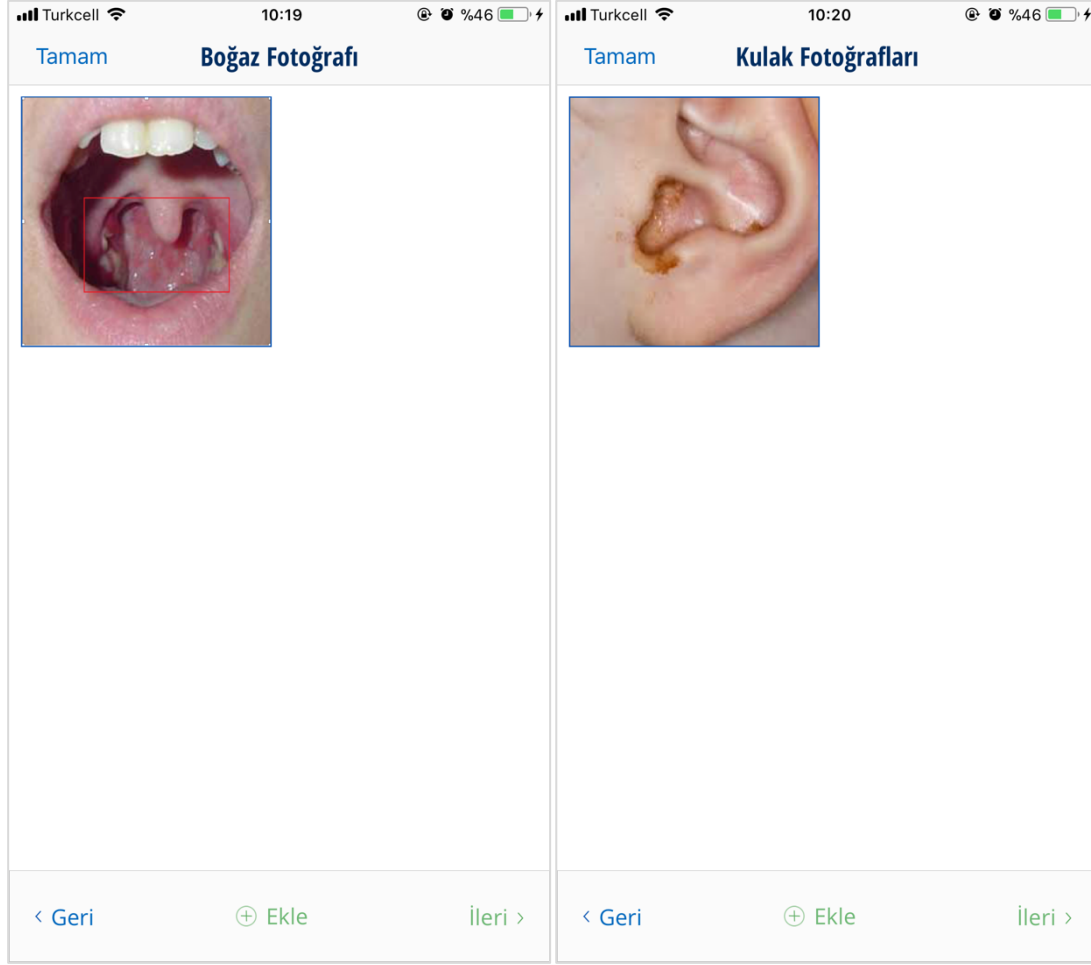 Turkcell 10:19 %46
Tamam Boğaz Fotoğrafı
< Geri + Ekle İleri >
Turkcell 10:20 %46
Tamam Kulak Fotoğrafları
< Geri + Ekle İleri >